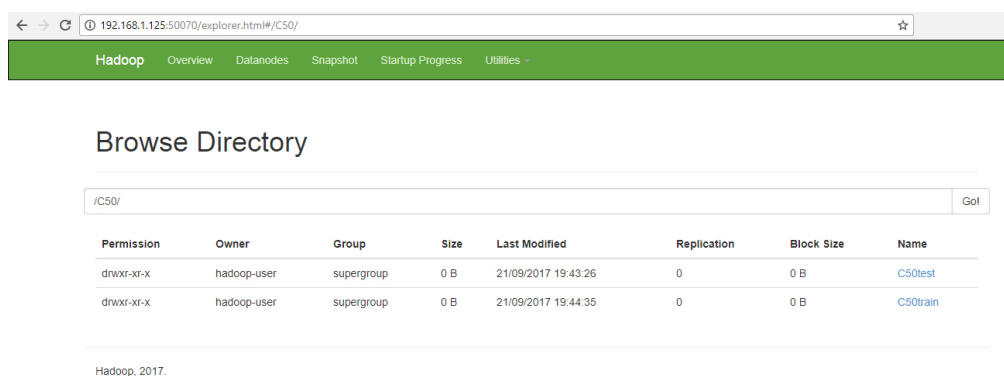 192.168.1.125:50070/explorer.html#/C50/
Hadoop Overview Datanodes Snapshot Startup Progress Utilities
Browse Directory
/C50/ Go!
Permission Owner Group Size Last Modified Replication Block Size Name
drwxr-xr-x hadoop-user supergroup 0 B 21/09/2017 19:43:26 0 0 B C50test
drwxr-xr-x hadoop-user supergroup 0 B 21/09/2017 19:44:35 0 0 B C50train
Hadoop, 2017.